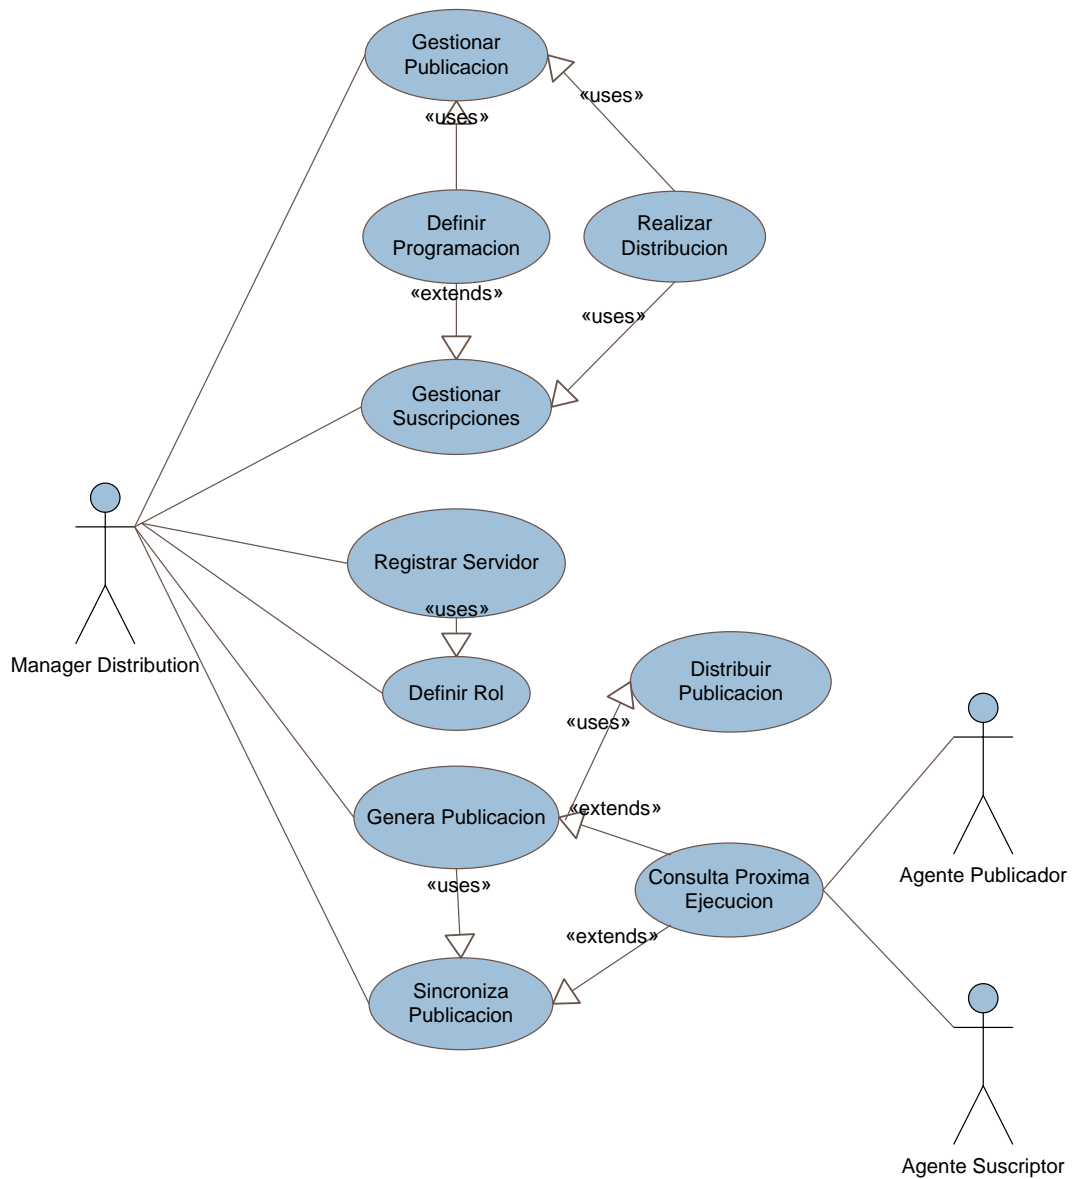 Gestionar
Publicacion
«uses»
«uses»
Definir
Programacion
Realizar
Distribucion
«extends»
«uses»
Gestionar
Suscripciones
Registrar Servidor
«uses»
Manager Distribution
Definir Rol
Distribuir
Publicacion
«uses»
Genera Publicacion
«extends»
Consulta Proxima
Ejecucion
Agente Publicador
«uses»
«extends»
Sincroniza
Publicacion
Agente Suscriptor